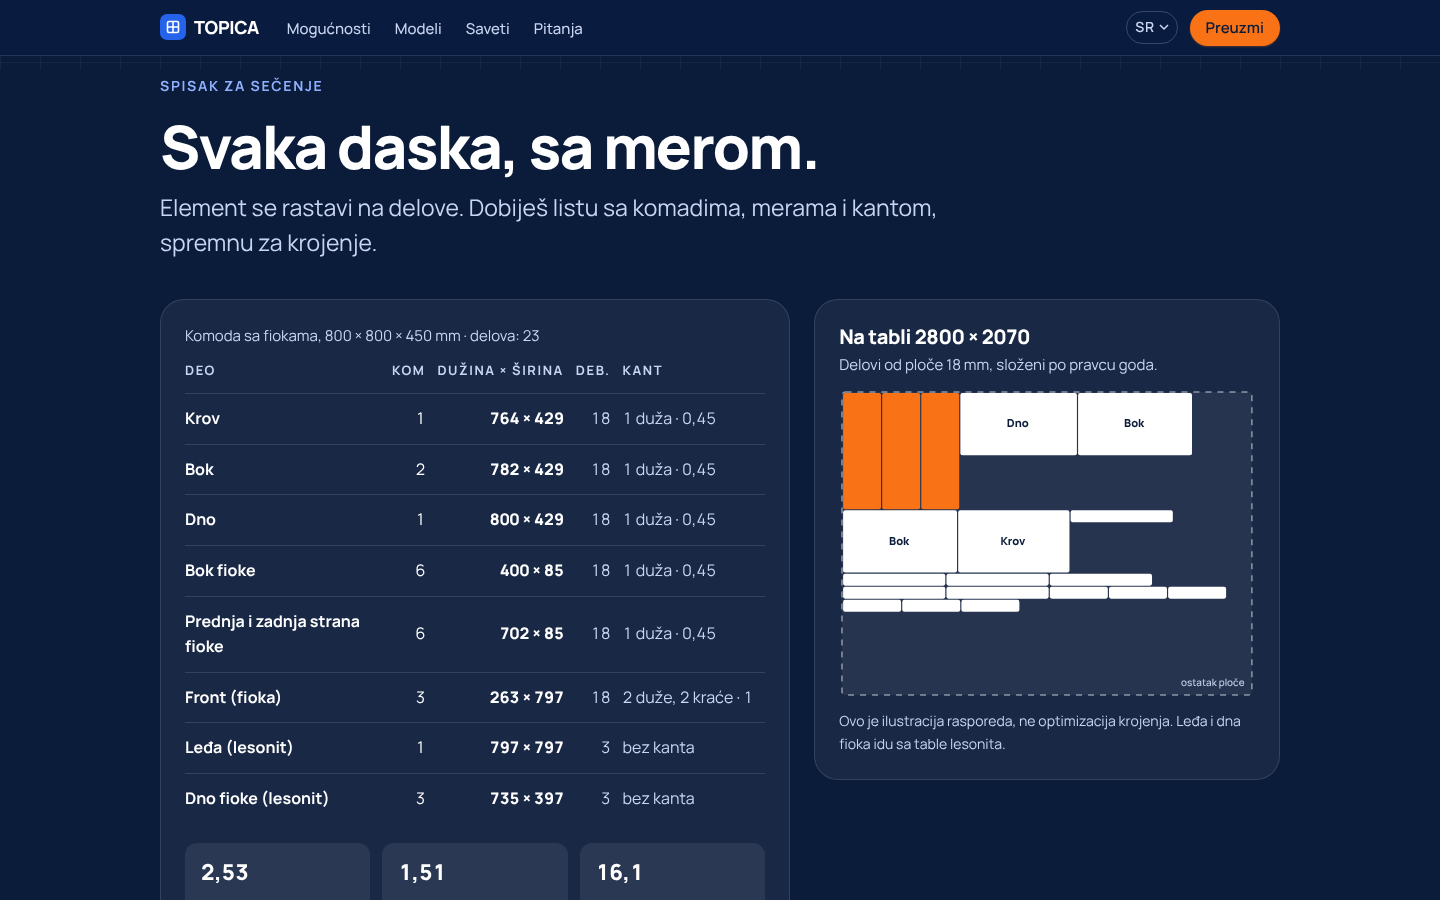 TOPICA Mogućnosti Modeli Saveti Pitanja SR Preuzmi
SPISAK ZA SEČENJE
Svaka daska, sa merom.
Element se rastavi na delove. Dobiješ listu sa komadima, merama i kantom,
spremnu za krojenje.
Komoda sa fiokama, 800 × 800 × 450 mm · delova: 23
DEO KOM DUŽINA × ŠIRINA DEB. KANT
Krov 1 764 × 429 18 1 duža · 0,45
Bok 2 782 × 429 18 1 duža · 0,45
Dno 1 800 × 429 18 1 duža · 0,45
Bok fioke 6 400 × 85 18 1 duža · 0,45
Prednja i zadnja strana
fioke 6 702 × 85 18 1 duža · 0,45
Front (fioka) 3 263 × 797 18 2 duže, 2 kraće · 1
Leđa (lesonit) 1 797 × 797 3 bez kanta
Dno fioke (lesonit) 3 735 × 397 3 bez kanta
2,53 1,51 16,1
Na tabli 2800 × 2070
Delovi od ploče 18 mm, složeni po pravcu goda.
Dno Bok
Bok Krov
ostatak ploče
Ovo je ilustracija rasporeda, ne optimizacija krojenja. Leđa i dna
fioka idu sa table lesonita.